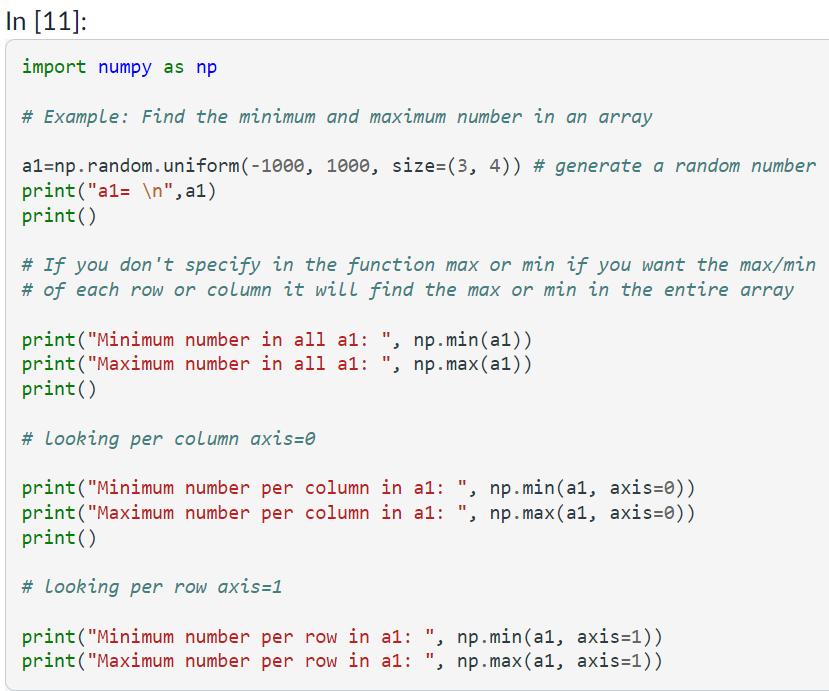 In [11]:
import numpy as np
# Example: Find the minimum and maximum number in an array
a1=np.random.uniform(-1000, 1000, size=(3, 4)) # generate a random number
print("a1= \n",a1)
print()
# If you don't specify in the function max or min if you want the max/min
# of each row or column it will find the max or min in the entire array
print("Minimum number in all a1: ", np.min(a1))
print("Maximum number in all a1: ", np.max(a1))
print()
# looking per column axis=0
print("Minimum number per column in a1: ", np.min(a1, axis=0))
print("Maximum number per column in a1: ", np.max(a1, axis=0))
print()
# looking per row axis=1
print("Minimum number per row in a1: ", np.min(a1, axis=1))
print("Maximum number per row in a1: ", np.max(a1, axis=1))